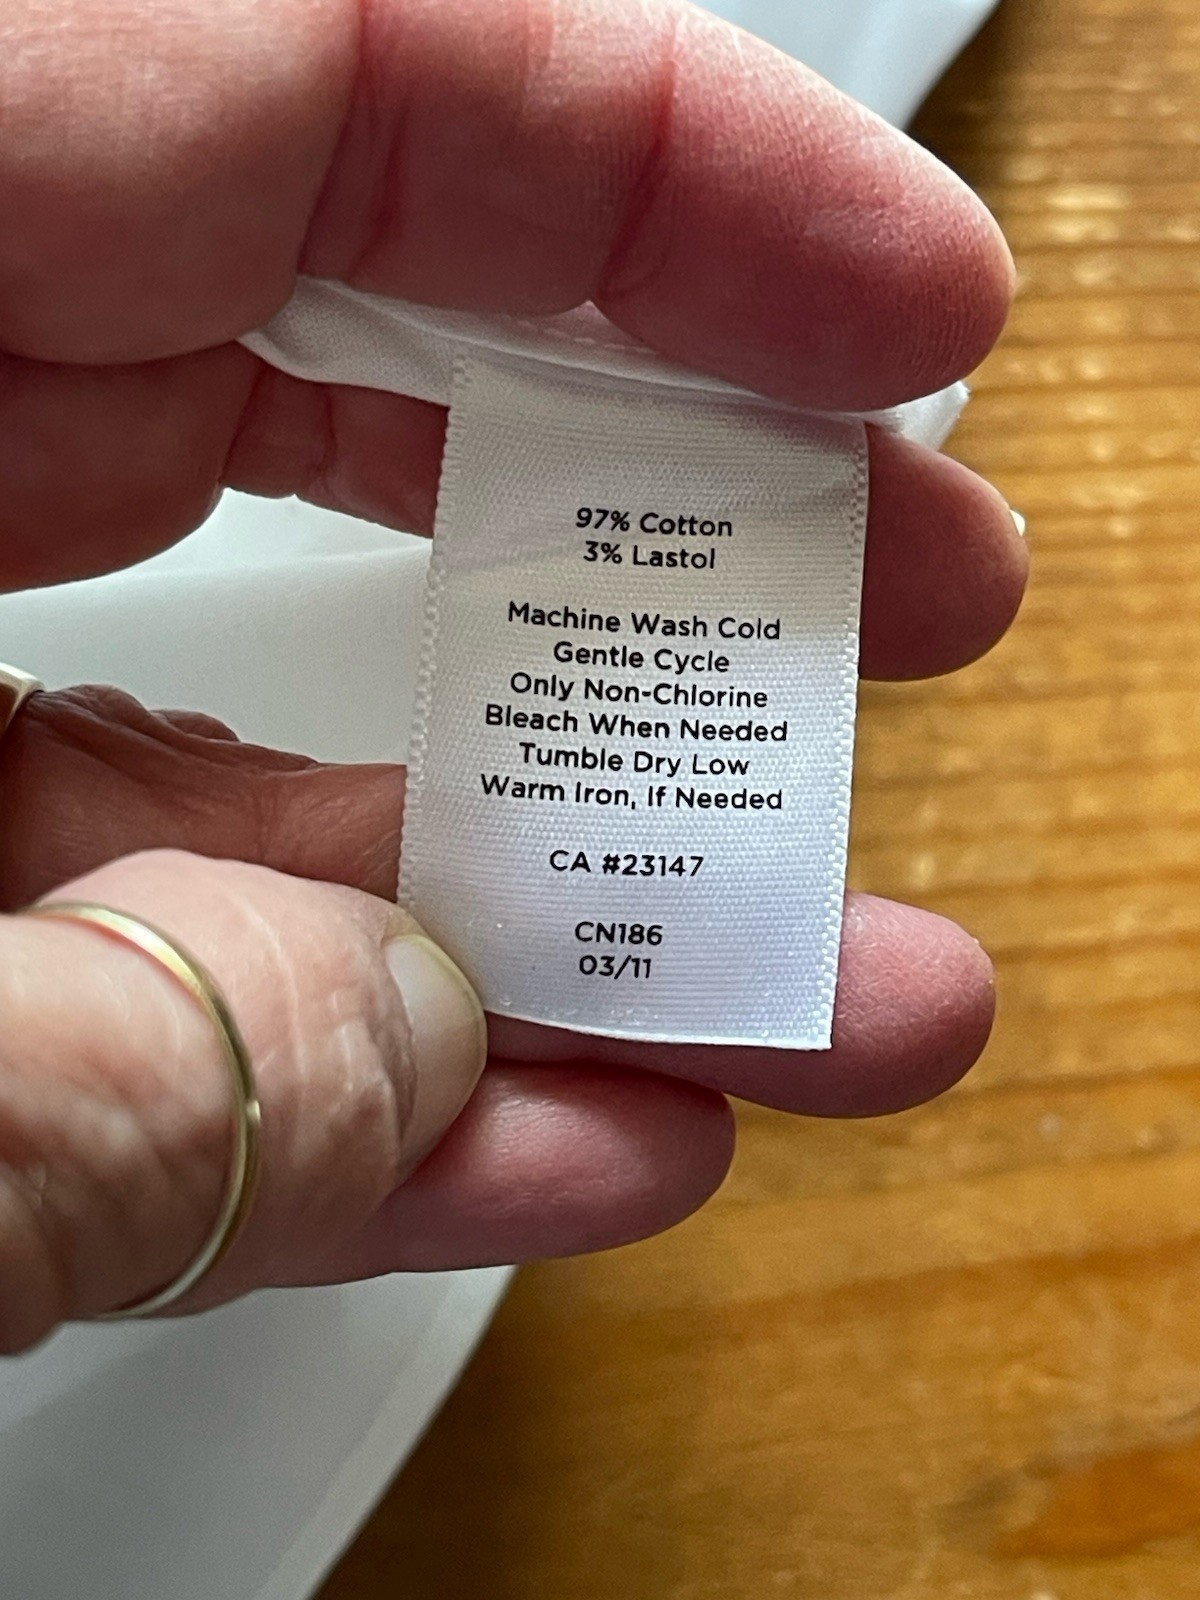 97% Cotton
3% Lastol
Machine Wash Cold
Gentle Cycle
Only Non-Chlorine
Bleach When Needed
Tumble Dry Low
Warm Iron, If Needed
CA #23147
CN186
03/11